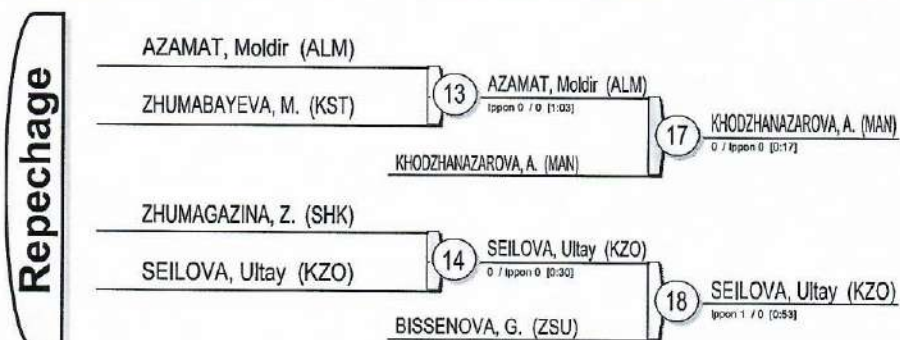 Repechage
AZAMAT, Moldir (ALM)
ZHUMABAYEVA, M. (KST)
13
AZAMAT, Moldir (ALM)
Ippon 0 / 0 [1:03]
KHODZHANAZAROVA, A. (MAN)
17
KHODZHANAZAROVA, A. (MAN)
0 / Ippon 0 [0:17]
ZHUMAGAZINA, Z. (SHK)
SEILOVA, Ultay (KZO)
14
SEILOVA, Ultay (KZO)
0 / Ippon 0 [0:30]
BISSENOVA, G. (ZSU)
18
SEILOVA, Ultay (KZO)
Ippon 1 / 0 [0:53]